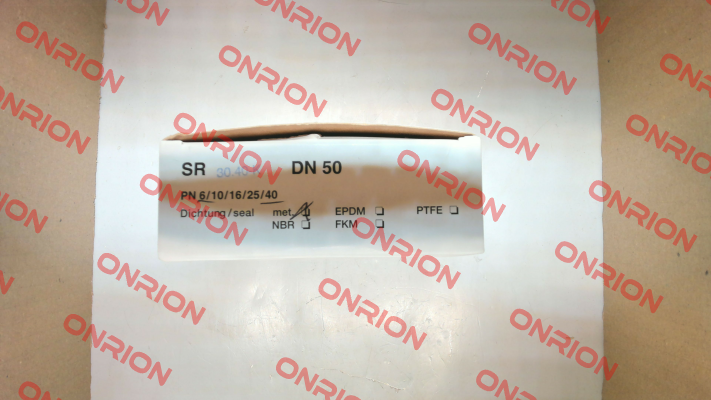 SR DN 50
PN 6/10/16/25/40
Dichtung/seal met. ☐ EPDM ☐ PTFE ☐
NBR ☐ FKM ☐
ONRION